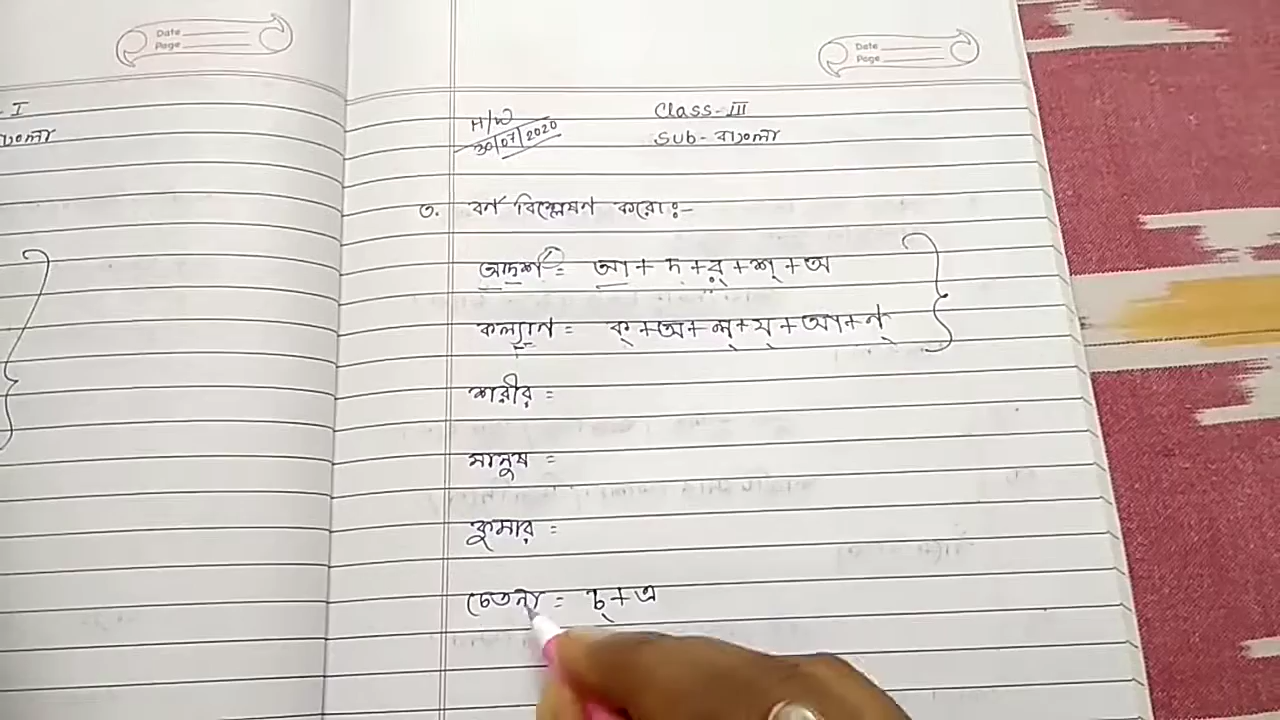 Date
Page
- I
বাংলা
Date
Page
H/W
30/07/2020
Class-III
Sub- বাংলা
৩. বর্ণ বিশ্লেষণ করো:-
আদর্শ = আ + দ + র্ + শ্ + অ
কল্যাণ = ক্ + অ + ল্ + য্ + আ + ণ্
শরীর =
মানুষ =
কুমার =
চেতনা = চ্ + এ